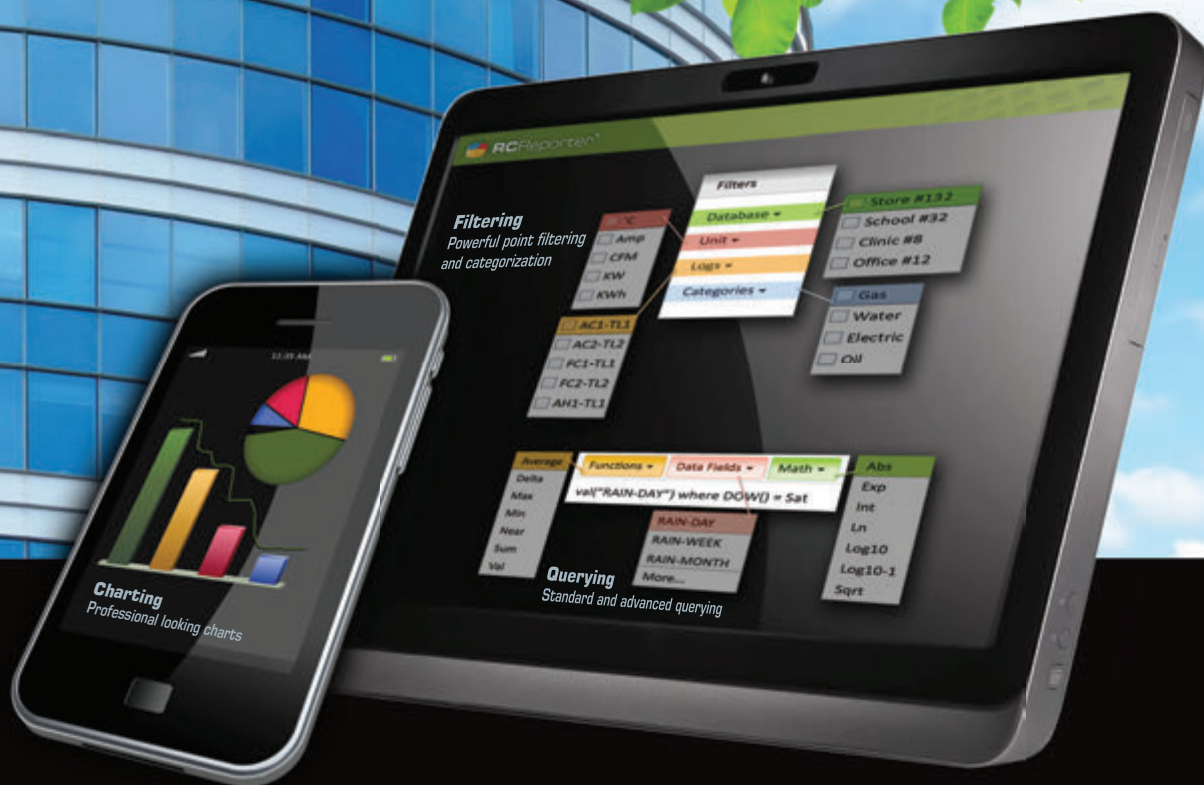 RCReporter
Filtering
Powerful point filtering
and categorization
°C
Amp
CFM
KW
KWh
AC1-TL1
AC2-TL2
FC1-TL1
FC2-TL2
AH1-TL1
Filters
Database
Unit
Logs
Categories
Store #132
School #32
Clinic #8
Office #12
Gas
Water
Electric
Oil
11:35 AM
Charting
Professional looking charts
Average
Delta
Max
Min
Near
Sum
Val
Functions
Data Fields
Math
val("RAIN-DAY") where DOW() = Sat
RAIN-DAY
RAIN-WEEK
RAIN-MONTH
More...
Abs
Exp
Int
Ln
Log10
Log10-1
Sqrt
Querying
Standard and advanced querying